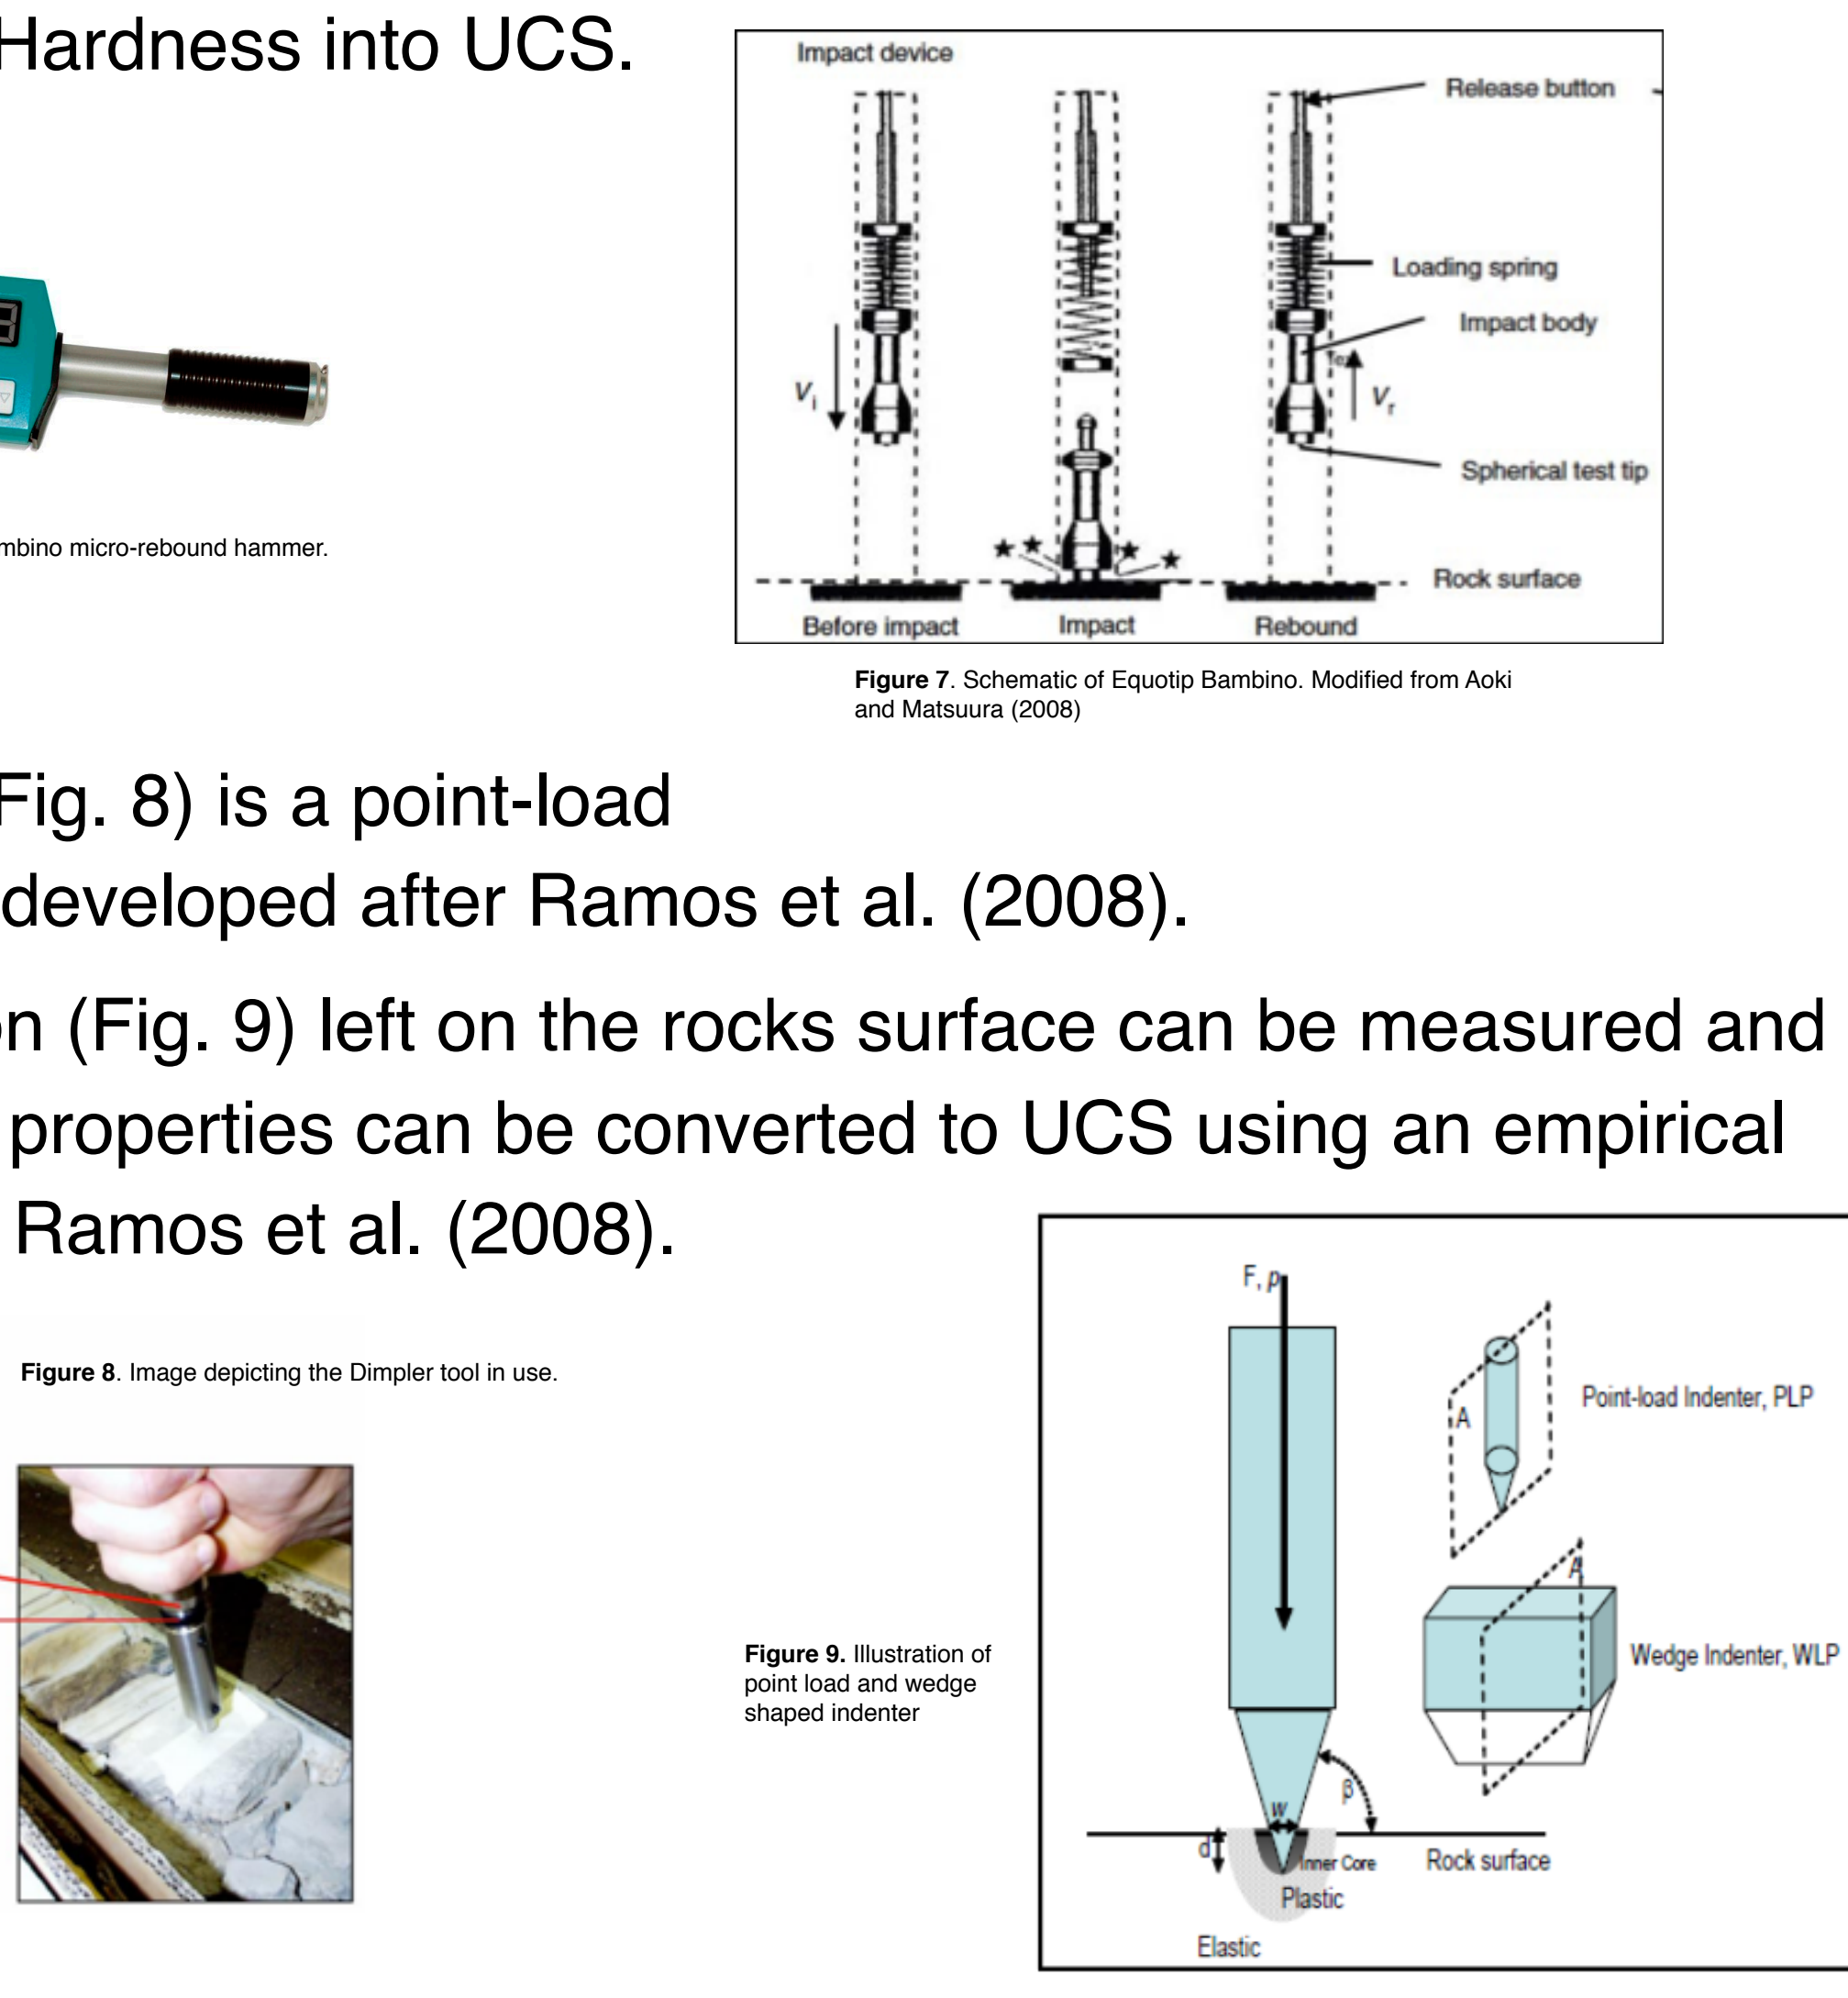 Hardness into UCS.
Impact device
Release button
Loading spring
Impact body
V_i
V_r
Spherical test tip
Rock surface
Before impact Impact Rebound
mbino micro-rebound hammer.
Figure 7. Schematic of Equotip Bambino. Modified from Aoki
and Matsuura (2008)
Fig. 8) is a point-load
developed after Ramos et al. (2008).
on (Fig. 9) left on the rocks surface can be measured and
properties can be converted to UCS using an empirical
Ramos et al. (2008).
Figure 8. Image depicting the Dimpler tool in use.
F, p
Point-load Indenter, PLP
A
A
Wedge Indenter, WLP
Figure 9. Illustration of
point load and wedge
shaped indenter
β
w
d
Inner Core
Rock surface
Plastic
Elastic